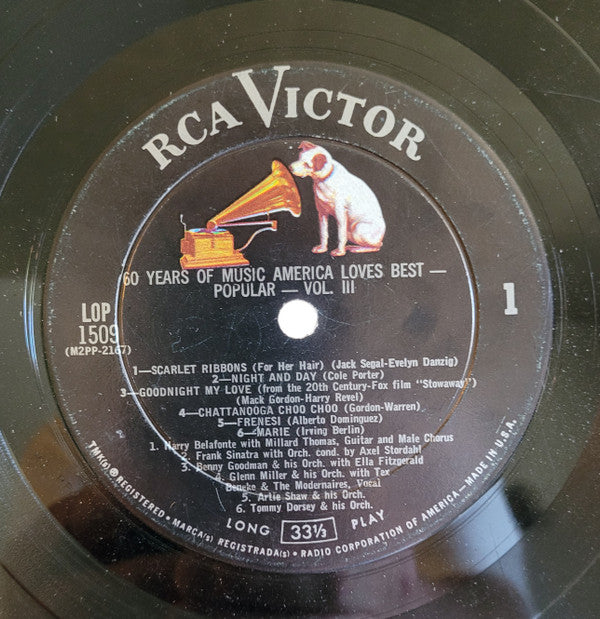 RCA VICTOR
60 YEARS OF MUSIC AMERICA LOVES BEST —
POPULAR — VOL. III
LOP
1509
(M2PP-2167)
1
1—SCARLET RIBBONS (For Her Hair) (Jack Segal-Evelyn Danzig)
2—NIGHT AND DAY (Cole Porter)
3—GOODNIGHT MY LOVE (from the 20th Century-Fox film "Stowaway")
(Mack Gordon-Harry Revel)
4—CHATTANOOGA CHOO CHOO (Gordon-Warren)
5—FRENESI (Alberto Dominguez)
6—MARIE (Irving Berlin)
1. Harry Belafonte with Millard Thomas, Guitar and Male Chorus
2. Frank Sinatra with Orch. cond. by Axel Stordahl
3. Benny Goodman & his Orch. with Ella Fitzgerald
4. Glenn Miller & his Orch. with Tex
Beneke & The Modernaires, Vocal
5. Artie Shaw & his Orch.
6. Tommy Dorsey & his Orch.
LONG 33⅓ PLAY
TMK(s) ® REGISTERED • MARCA(s) REGISTRADA(s) • RADIO CORPORATION OF AMERICA — MADE IN U.S.A.